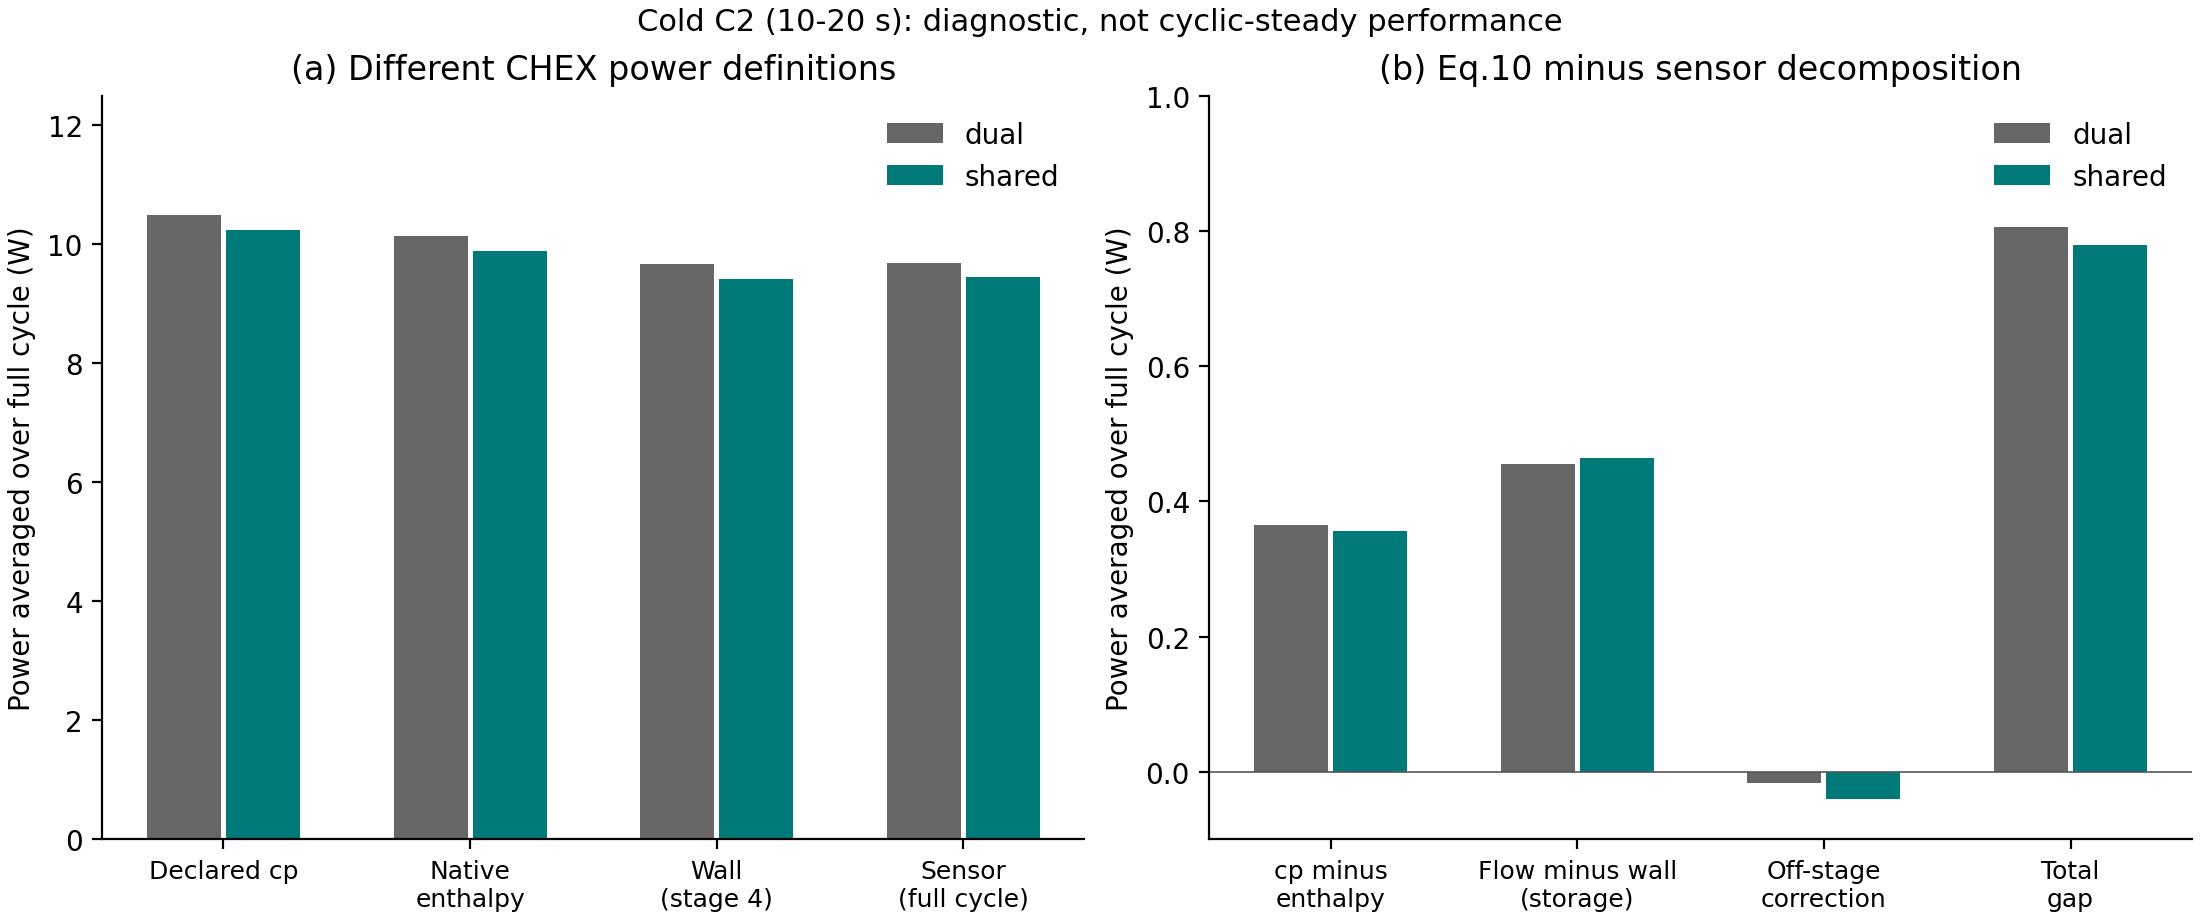 Cold C2 (10-20 s): diagnostic, not cyclic-steady performance
(a) Different CHEX power definitions
Power averaged over full cycle (W)
12
10
8
6
4
2
0
dual
shared
Declared cp
Native
enthalpy
Wall
(stage 4)
Sensor
(full cycle)
(b) Eq.10 minus sensor decomposition
Power averaged over full cycle (W)
1.0
0.8
0.6
0.4
0.2
0.0
dual
shared
cp minus
enthalpy
Flow minus wall
(storage)
Off-stage
correction
Total
gap